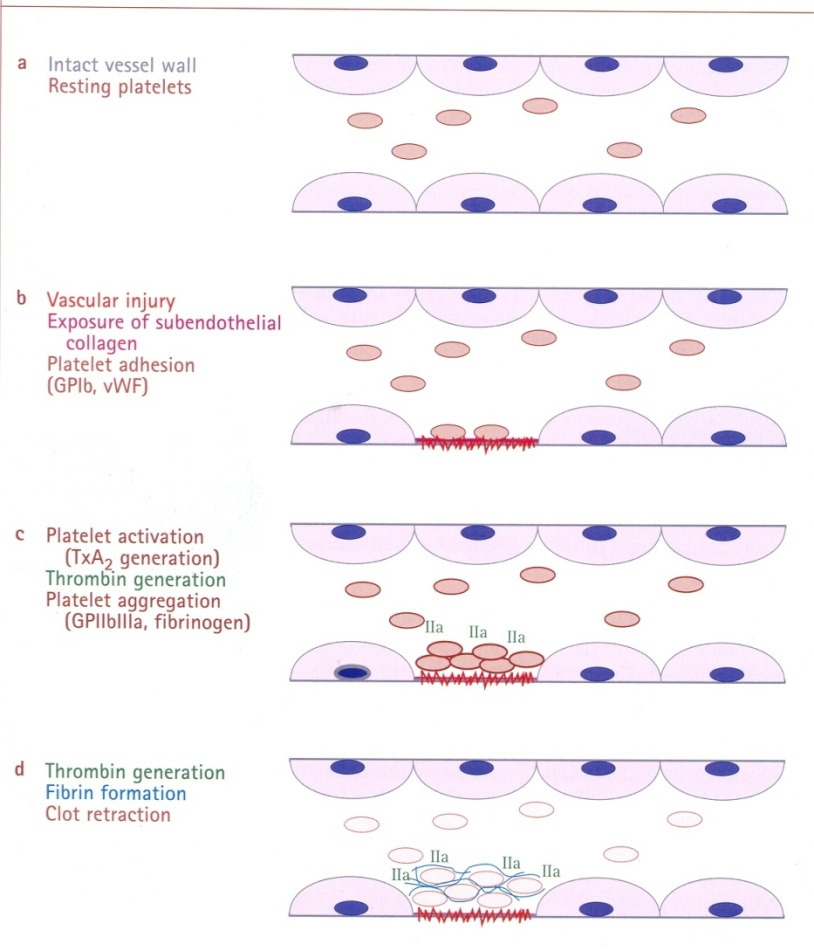 a Intact vessel wall
Resting platelets
b Vascular injury
Exposure of subendothelial
collagen
Platelet adhesion
(GPIb, vWF)
c Platelet activation
(TxA₂ generation)
Thrombin generation
Platelet aggregation
(GPIIbIIIa, fibrinogen)
IIa IIa IIa
d Thrombin generation
Fibrin formation
Clot retraction
IIa IIa IIa IIa